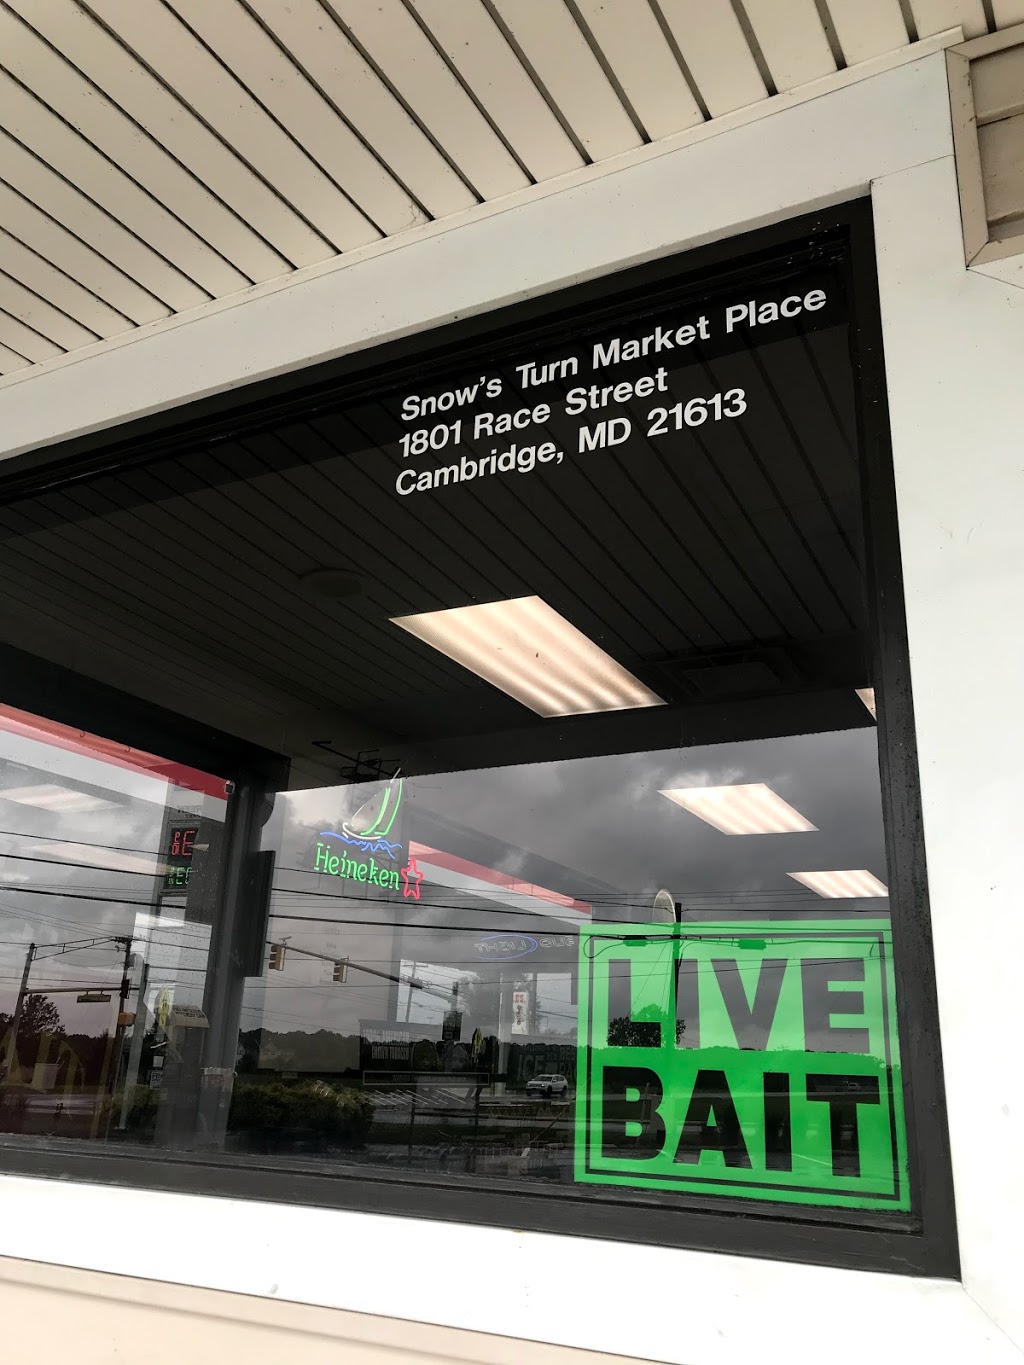 Snow's Turn Market Place
1801 Race Street
Cambridge, MD 21613
Heineken
LIVE
BAIT